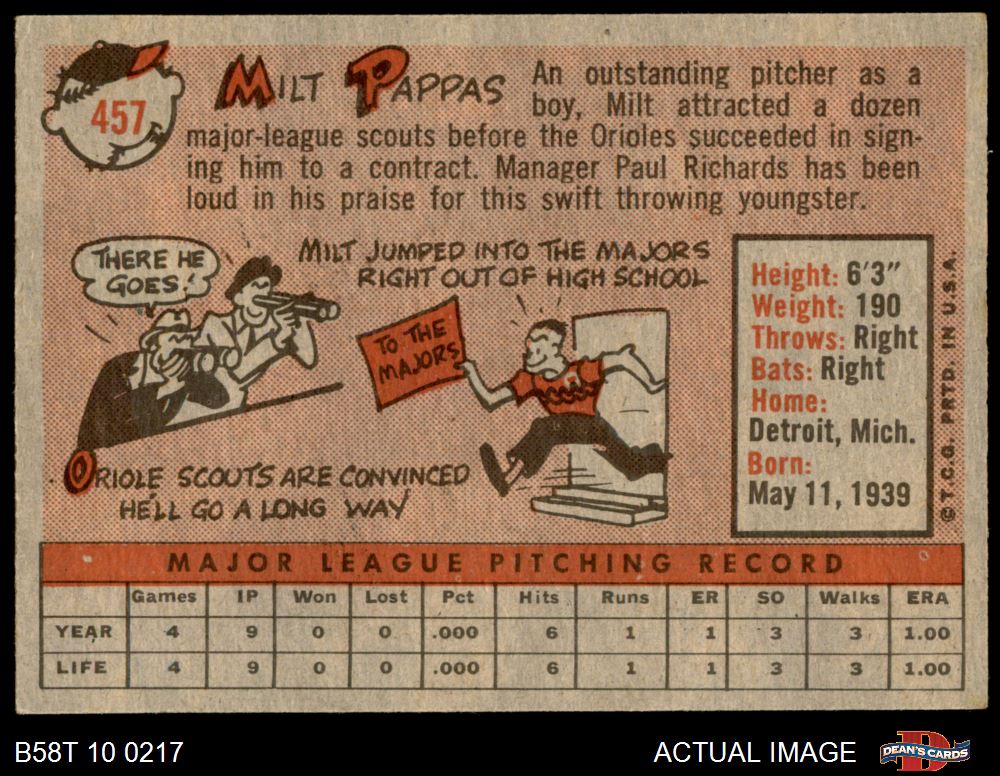 457
MILT PAPPAS
An outstanding pitcher as a
boy, Milt attracted a dozen
major-league scouts before the Orioles succeeded in sign-
ing him to a contract. Manager Paul Richards has been
loud in his praise for this swift throwing youngster.
THERE HE
GOES!
MILT JUMPED INTO THE MAJORS
RIGHT OUT OF HIGH SCHOOL
TO THE
MAJORS
ORIOLE SCOUTS ARE CONVINCED
HE'LL GO A LONG WAY
Height: 6'3"
Weight: 190
Throws: Right
Bats: Right
Home:
Detroit, Mich.
Born:
May 11, 1939
© T.C.G. PRTD. IN U.S.A.
MAJOR LEAGUE PITCHING RECORD
Games IP Won Lost Pct Hits Runs ER SO Walks ERA
YEAR 4 9 0 0 .000 6 1 1 3 3 1.00
LIFE 4 9 0 0 .000 6 1 1 3 3 1.00
B58T 10 0217
ACTUAL IMAGE
D
DEAN'S CARDS